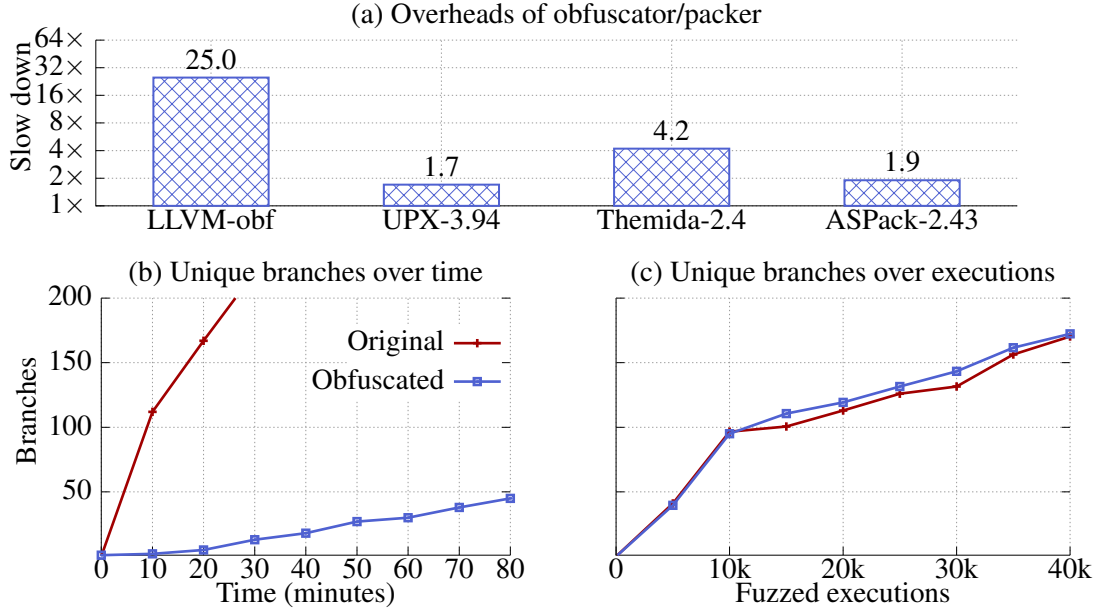 (a) Overheads of obfuscator/packer
Slow down
64×
32×
16×
8×
4×
2×
1×
25.0
1.7
4.2
1.9
LLVM-obf UPX-3.94 Themida-2.4 ASPack-2.43
(b) Unique branches over time
Branches
200
150
100
50
Original
Obfuscated
0 10 20 30 40 50 60 70 80
Time (minutes)
(c) Unique branches over executions
0 10k 20k 30k 40k
Fuzzed executions